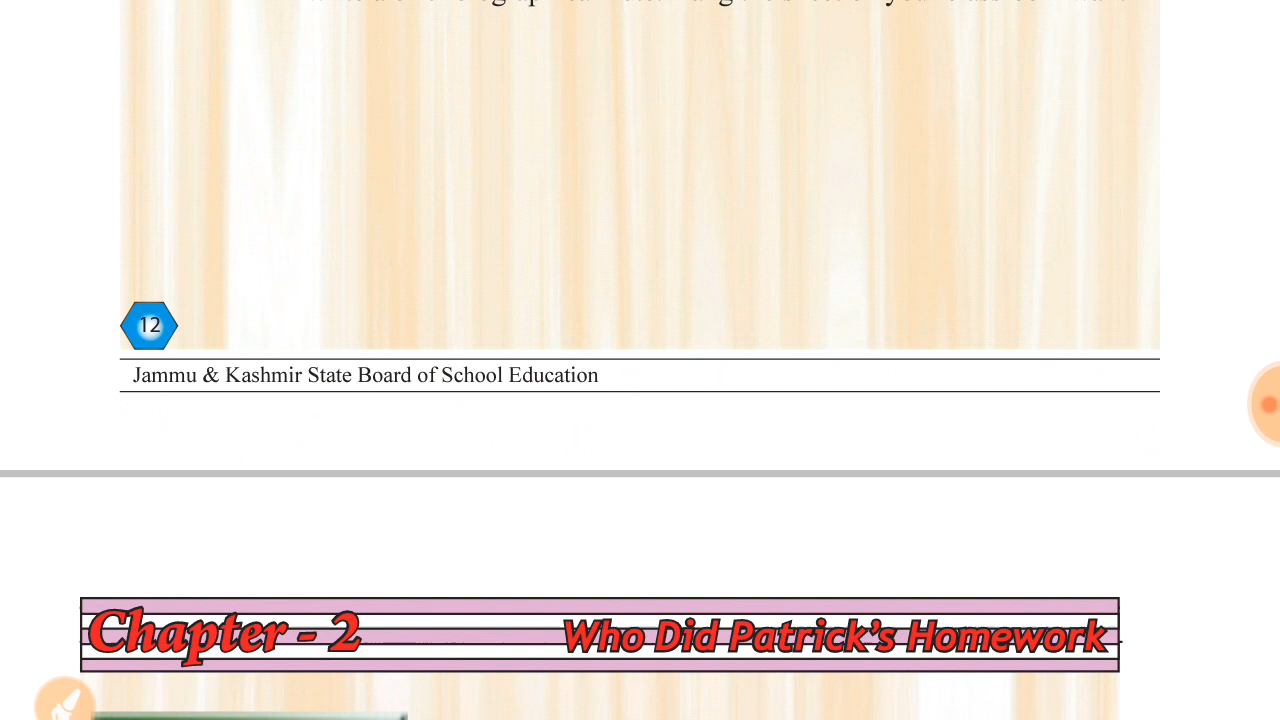 12
Jammu & Kashmir State Board of School Education
Chapter - 2
Who Did Patrick's Homework